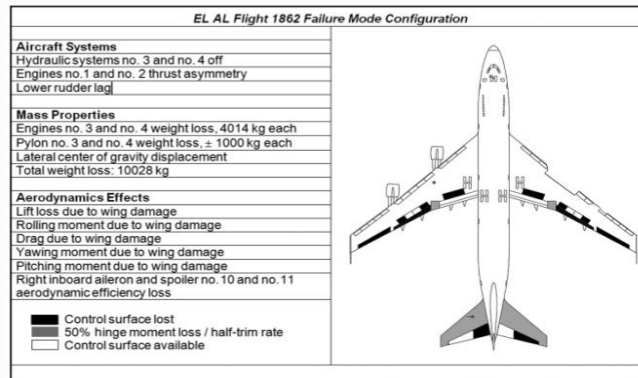 EL AL Flight 1862 Failure Mode Configuration
Aircraft Systems
Hydraulic systems no. 3 and no. 4 off
Engines no.1 and no. 2 thrust asymmetry
Lower rudder lag
Mass Properties
Engines no. 3 and no. 4 weight loss, 4014 kg each
Pylon no. 3 and no. 4 weight loss, ± 1000 kg each
Lateral center of gravity displacement
Total weight loss: 10028 kg
Aerodynamics Effects
Lift loss due to wing damage
Rolling moment due to wing damage
Drag due to wing damage
Yawing moment due to wing damage
Pitching moment due to wing damage
Right inboard aileron and spoiler no. 10 and no. 11
aerodynamic efficiency loss
Control surface lost
50% hinge moment loss / half-trim rate
Control surface available